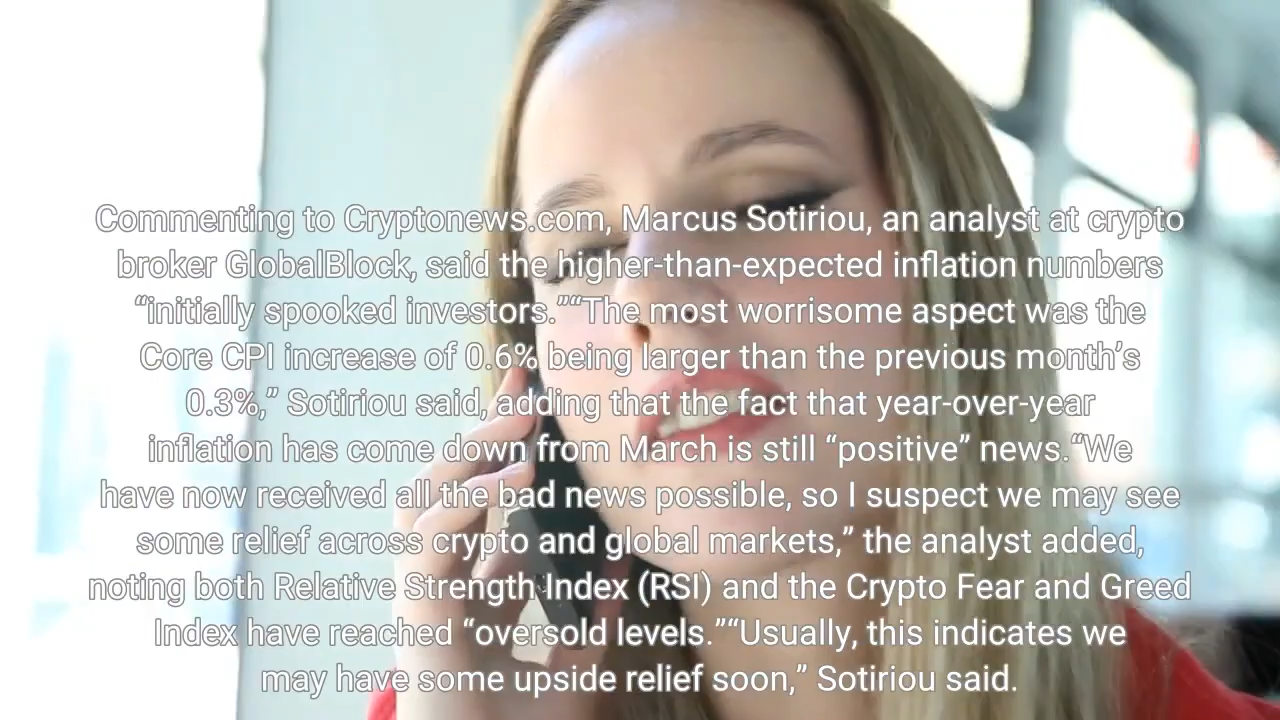 Commenting to Cryptonews.com, Marcus Sotiriou, an analyst at crypto
broker GlobalBlock, said the higher-than-expected inflation numbers
“initially spooked investors.”“The most worrisome aspect was the
Core CPI increase of 0.6% being larger than the previous month’s
0.3%,” Sotiriou said, adding that the fact that year-over-year
inflation has come down from March is still “positive” news.“We
have now received all the bad news possible, so I suspect we may see
some relief across crypto and global markets,” the analyst added,
noting both Relative Strength Index (RSI) and the Crypto Fear and Greed
Index have reached “oversold levels.”“Usually, this indicates we
may have some upside relief soon,” Sotiriou said.